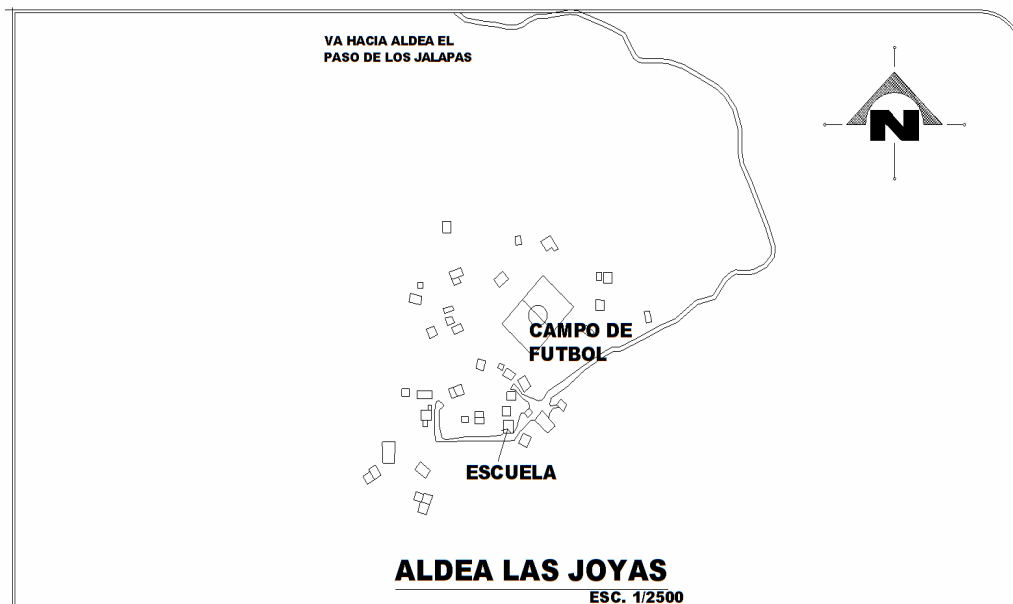 VA HACIA ALDEA EL
PASO DE LOS JALAPAS
N
CAMPO DE
FUTBOL
ESCUELA
ALDEA LAS JOYAS
ESC. 1/2500